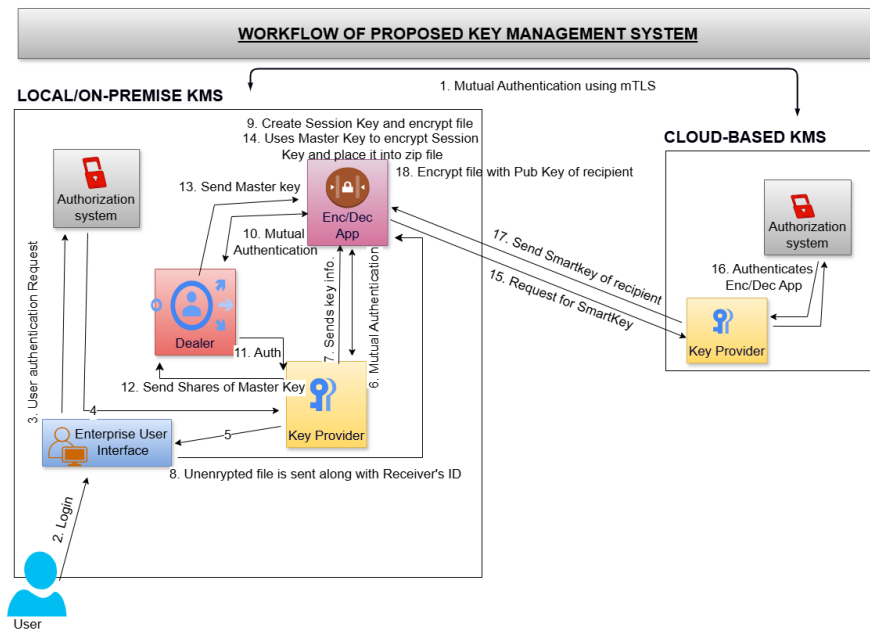 WORKFLOW OF PROPOSED KEY MANAGEMENT SYSTEM
1. Mutual Authentication using mTLS
LOCAL/ON-PREMISE KMS
9. Create Session Key and encrypt file
14. Uses Master Key to encrypt Session
Key and place it into zip file
18. Encrypt file with Pub Key of recipient
Authorization
system
13. Send Master key
Enc/Dec
App
10. Mutual
Authentication
3. User authentication Request
Dealer
11. Auth
7. Sends key info.
6. Mutual Authentication
12. Send Shares of Master Key
4
Key Provider
5
Enterprise User
Interface
8. Unenrypted file is sent along with Receiver's ID
2. Login
User
17. Send Smartkey of recipient
15. Request for SmartKey
CLOUD-BASED KMS
Authorization
system
16. Authenticates
Enc/Dec App
Key Provider